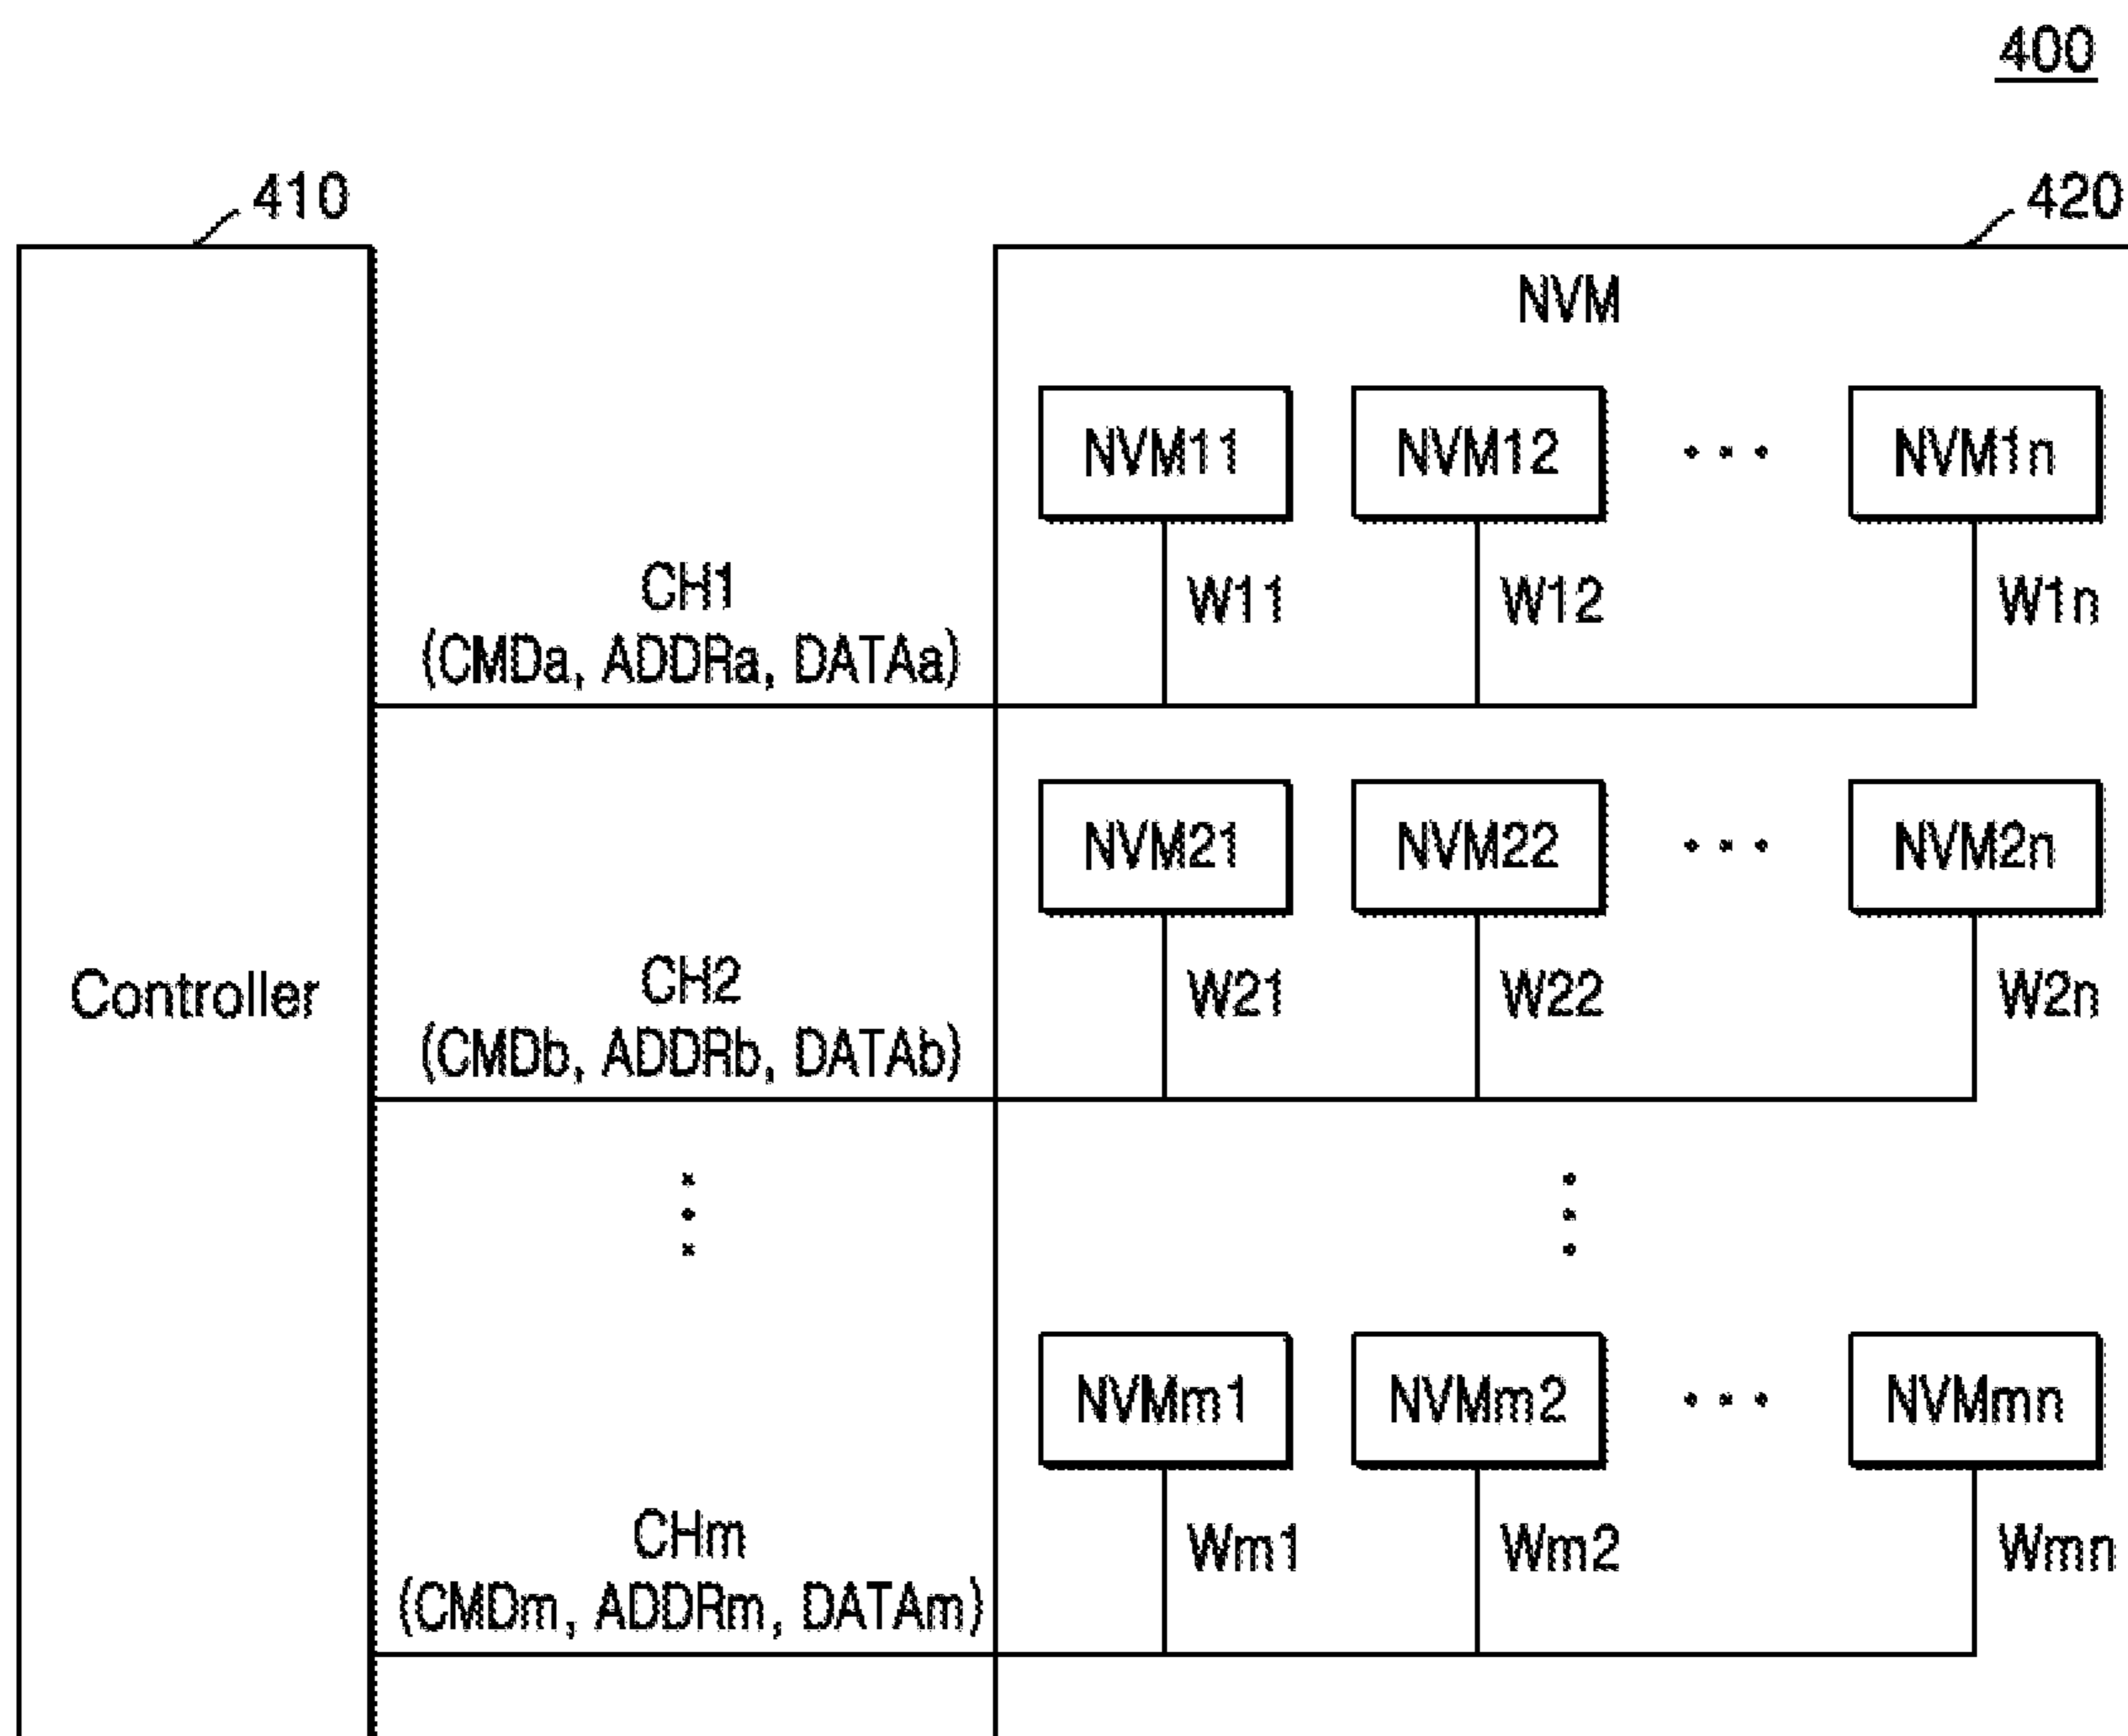 400
410
420
NVM
NVM11 NVM12 ... NVM1n
CH1
W11 W12 W1n
(CMDa, ADDRa, DATAa)
NVM21 NVM22 ... NVM2n
Controller
CH2
W21 W22 W2n
(CMDb, ADDRb, DATAb)
NVMm1 NVMm2 ... NVMmn
CHm
Wm1 Wm2 Wmn
(CMDm, ADDRm, DATAm)